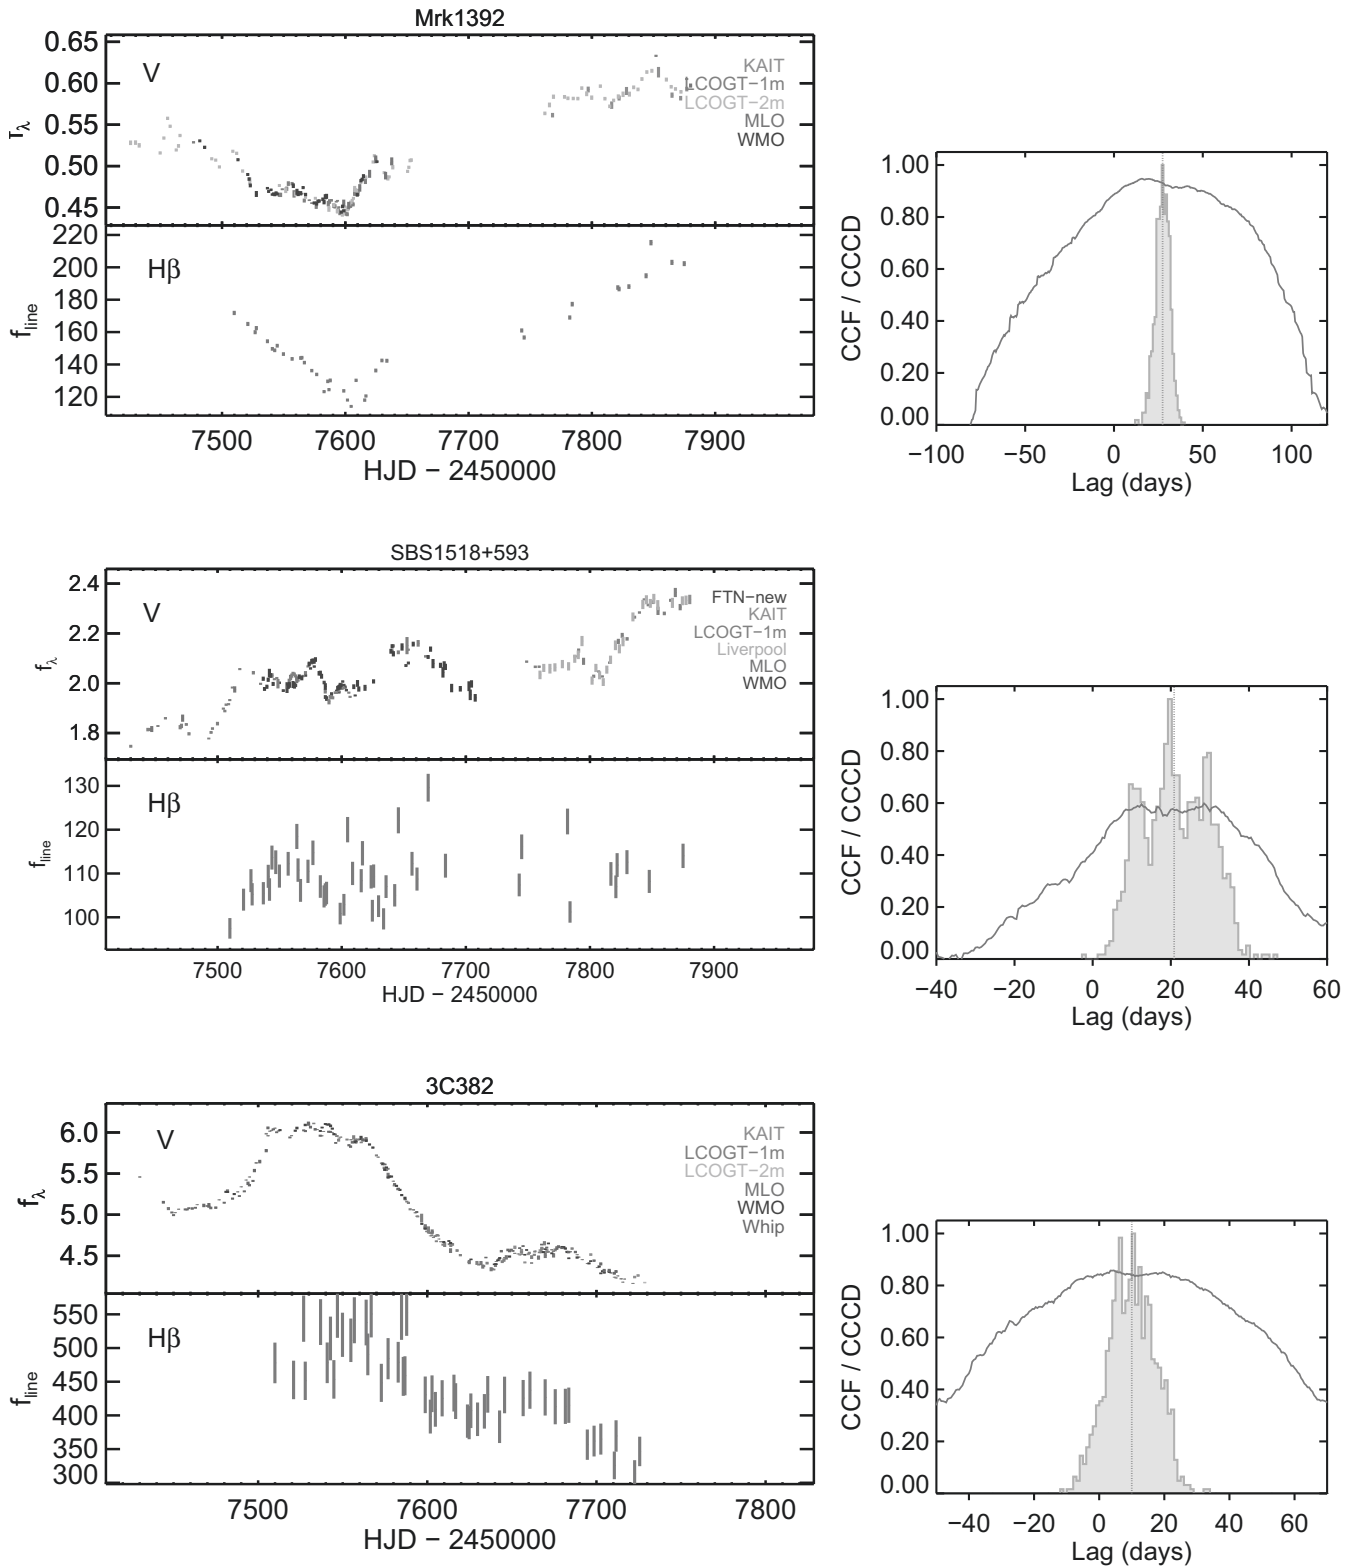 Mrk1392
V
0.65
0.60
0.55
0.50
0.45
fλ
KAIT
LCOGT−1m
LCOGT−2m
MLO
WMO
Hβ
220
200
180
160
140
120
fline
7500 7600 7700 7800 7900
HJD − 2450000
1.00
0.80
0.60
0.40
0.20
0.00
CCF / CCCD
−100 −50 0 50 100
Lag (days)
SBS1518+593
V
2.4
2.2
2.0
1.8
fλ
FTN−new
KAIT
LCOGT−1m
Liverpool
MLO
WMO
Hβ
130
120
110
100
fline
7500 7600 7700 7800 7900
HJD − 2450000
1.00
0.80
0.60
0.40
0.20
0.00
CCF / CCCD
−40 −20 0 20 40 60
Lag (days)
3C382
V
6.0
5.5
5.0
4.5
fλ
KAIT
LCOGT−1m
LCOGT−2m
MLO
WMO
Whip
Hβ
550
500
450
400
350
300
fline
7500 7600 7700 7800
HJD − 2450000
1.00
0.80
0.60
0.40
0.20
0.00
CCF / CCCD
−40 −20 0 20 40 60
Lag (days)